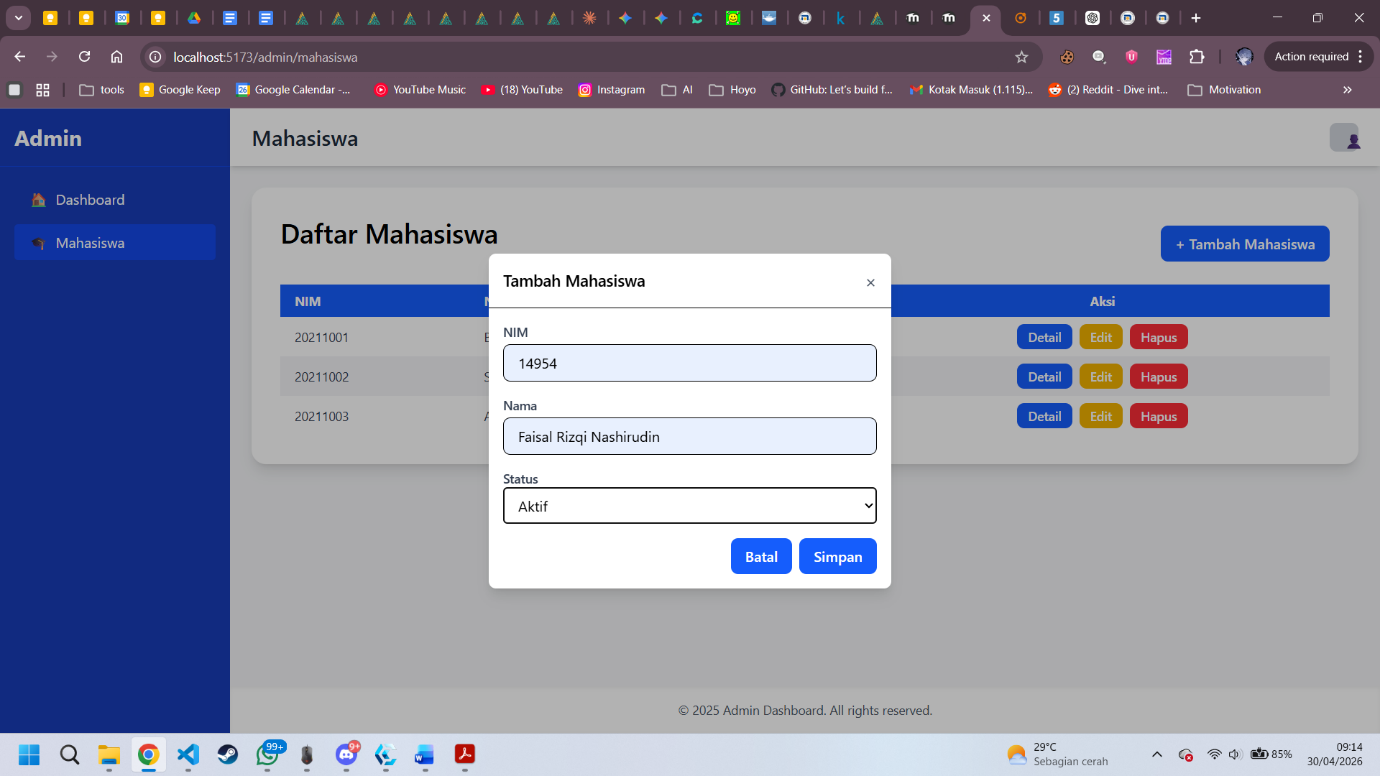 localhost:5173/admin/mahasiswa
Action required
tools
Google Keep
Google Calendar -...
YouTube Music
(18) YouTube
Instagram
AI
Hoyo
GitHub: Let's build f...
Kotak Masuk (1.115)...
(2) Reddit - Dive int...
Motivation
»
Admin
Mahasiswa
Dashboard
Mahasiswa
Daftar Mahasiswa
+ Tambah Mahasiswa
NIM
Aksi
20211001
Detail Edit Hapus
20211002
Detail Edit Hapus
20211003
Detail Edit Hapus
Tambah Mahasiswa
×
NIM
14954
Nama
Faisal Rizqi Nashirudin
Status
Aktif
Batal Simpan
© 2025 Admin Dashboard. All rights reserved.
99+
9+
29°C
Sebagian cerah
85%
09:14
30/04/2026